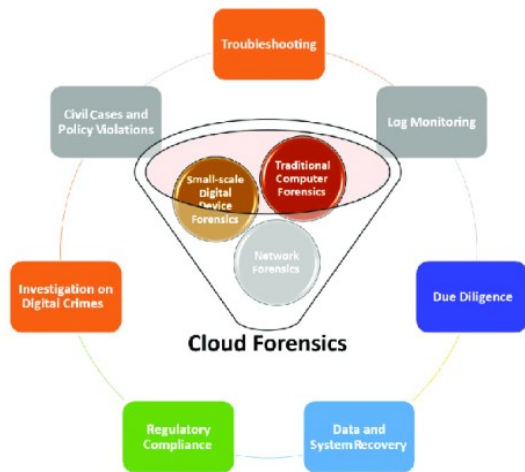 Troubleshooting
Civil Cases and
Policy Violations
Log Monitoring
Traditional
Computer
Forensics
Small-scale
Digital
Device
Forensics
Network
Forensics
Investigation on
Digital Crimes
Due Diligence
Cloud Forensics
Regulatory
Compliance
Data and
System Recovery